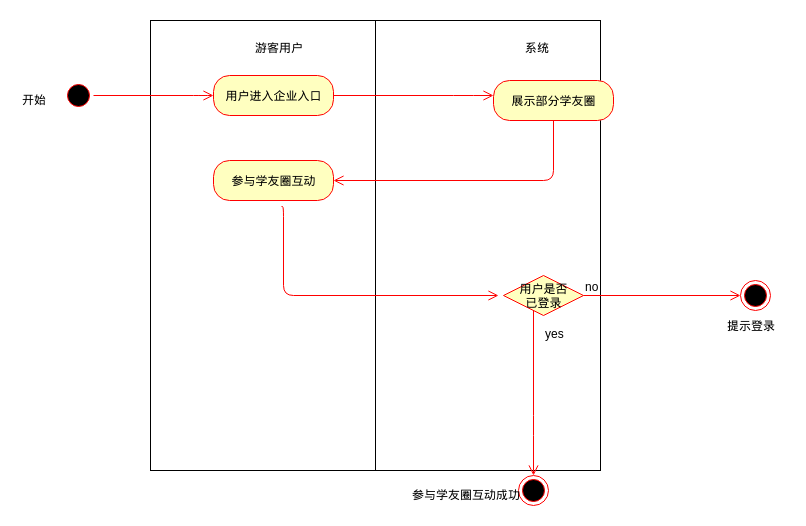 游客用户
系统
开始
用户进入企业入口
展示部分学友圈
参与学友圈互动
用户是否
已登录
no
yes
提示登录
参与学友圈互动成功